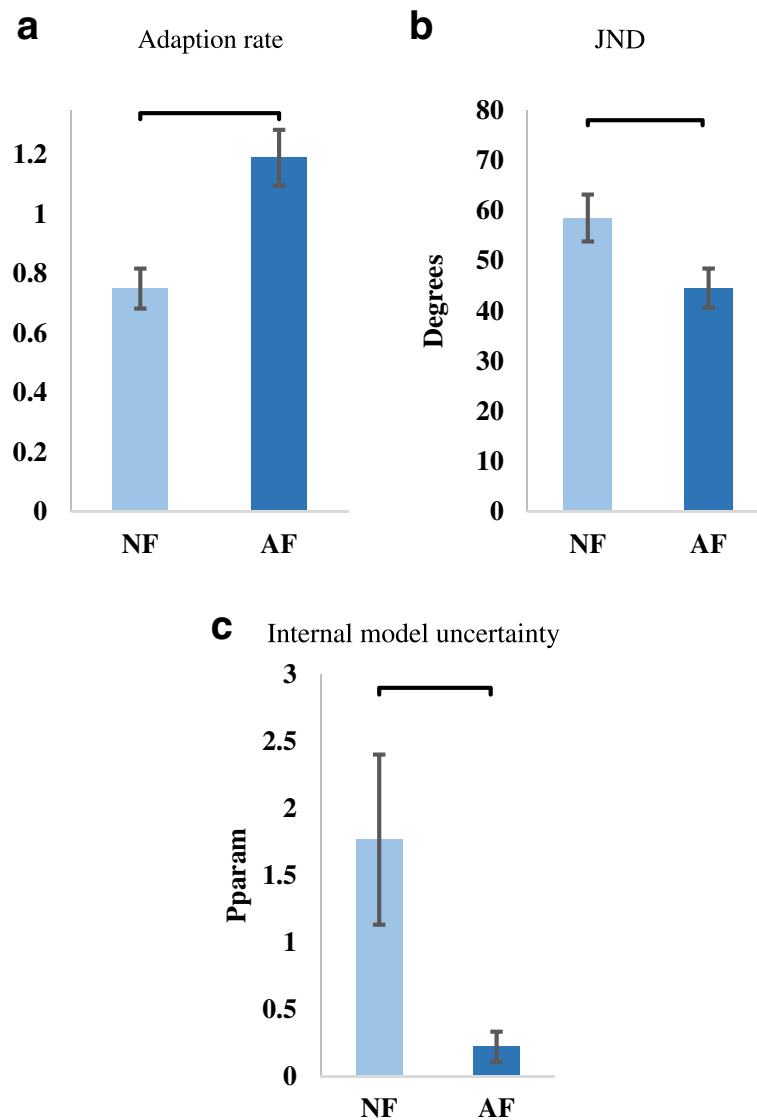 a
Adaption rate
1.2
1
0.8
0.6
0.4
0.2
0
NF AF
b
JND
Degrees
80
70
60
50
40
30
20
10
0
NF AF
c
Internal model uncertainty
Pparam
3
2.5
2
1.5
1
0.5
0
NF AF